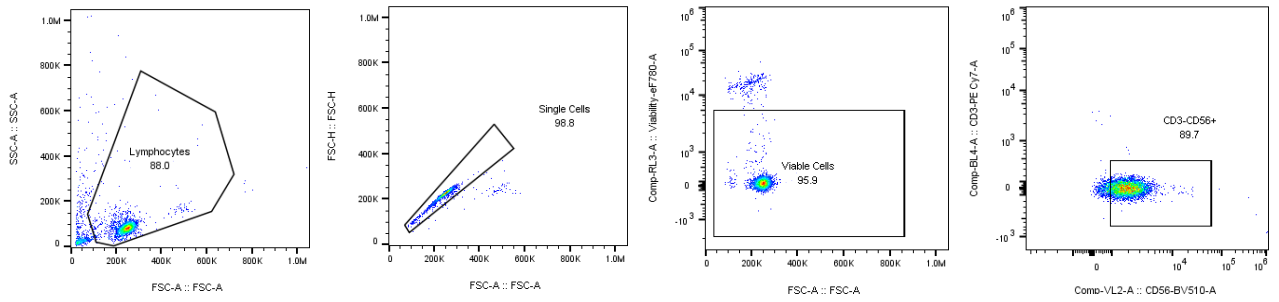 1.0M
800K
600K
400K
200K
0
0 200K 400K 600K 800K 1.0M
SSC-A :: SSC-A
FSC-A :: FSC-A
Lymphocytes
88.0
1.0M
800K
600K
400K
200K
0
0 200K 400K 600K 800K 1.0M
FSC-H :: FSC-H
FSC-A :: FSC-A
Single Cells
98.8
10^6
10^5
10^4
10^3
0
-10^3
0 200K 400K 600K 800K 1.0M
Comp-RL3-A :: Viability-eF780-A
FSC-A :: FSC-A
Viable Cells
95.9
10^6
10^5
10^4
10^3
0
-10^3
0 10^4 10^5 10^6
Comp-BL4-A :: CD3-PE Cy7-A
Comp-VL2-A :: CD56-BV510-A
CD3-CD56+
89.7